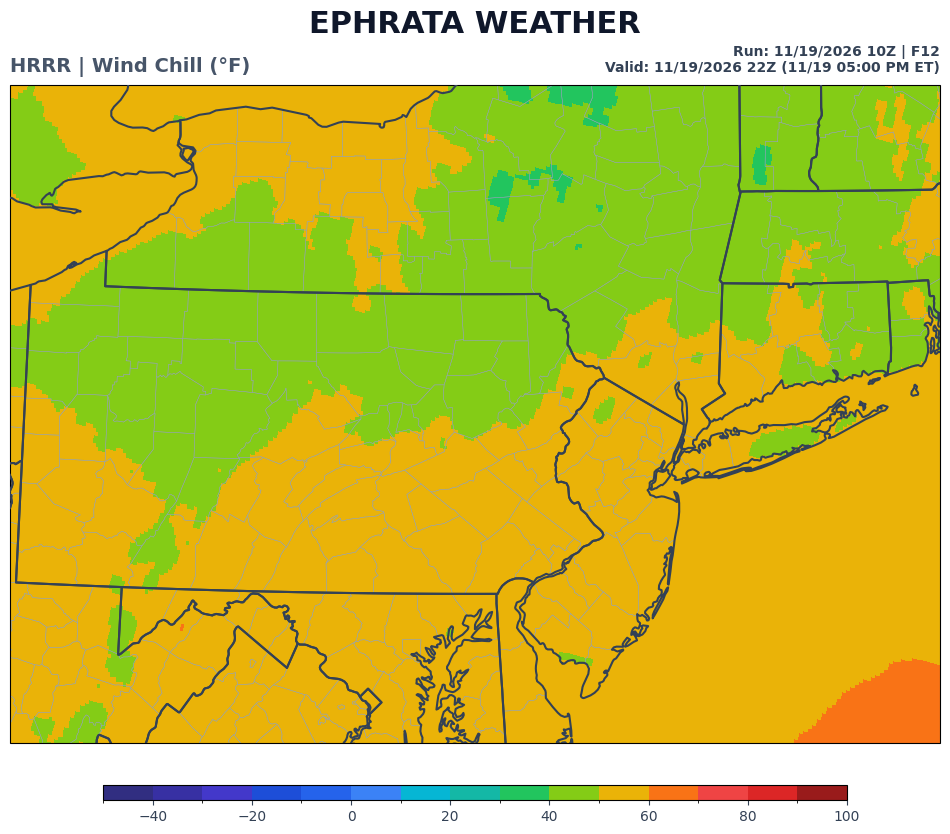 EPHRATA WEATHER
HRRR | Wind Chill (°F)
Run: 11/19/2026 10Z | F12
Valid: 11/19/2026 22Z (11/19 05:00 PM ET)
−40 −20 0 20 40 60 80 100